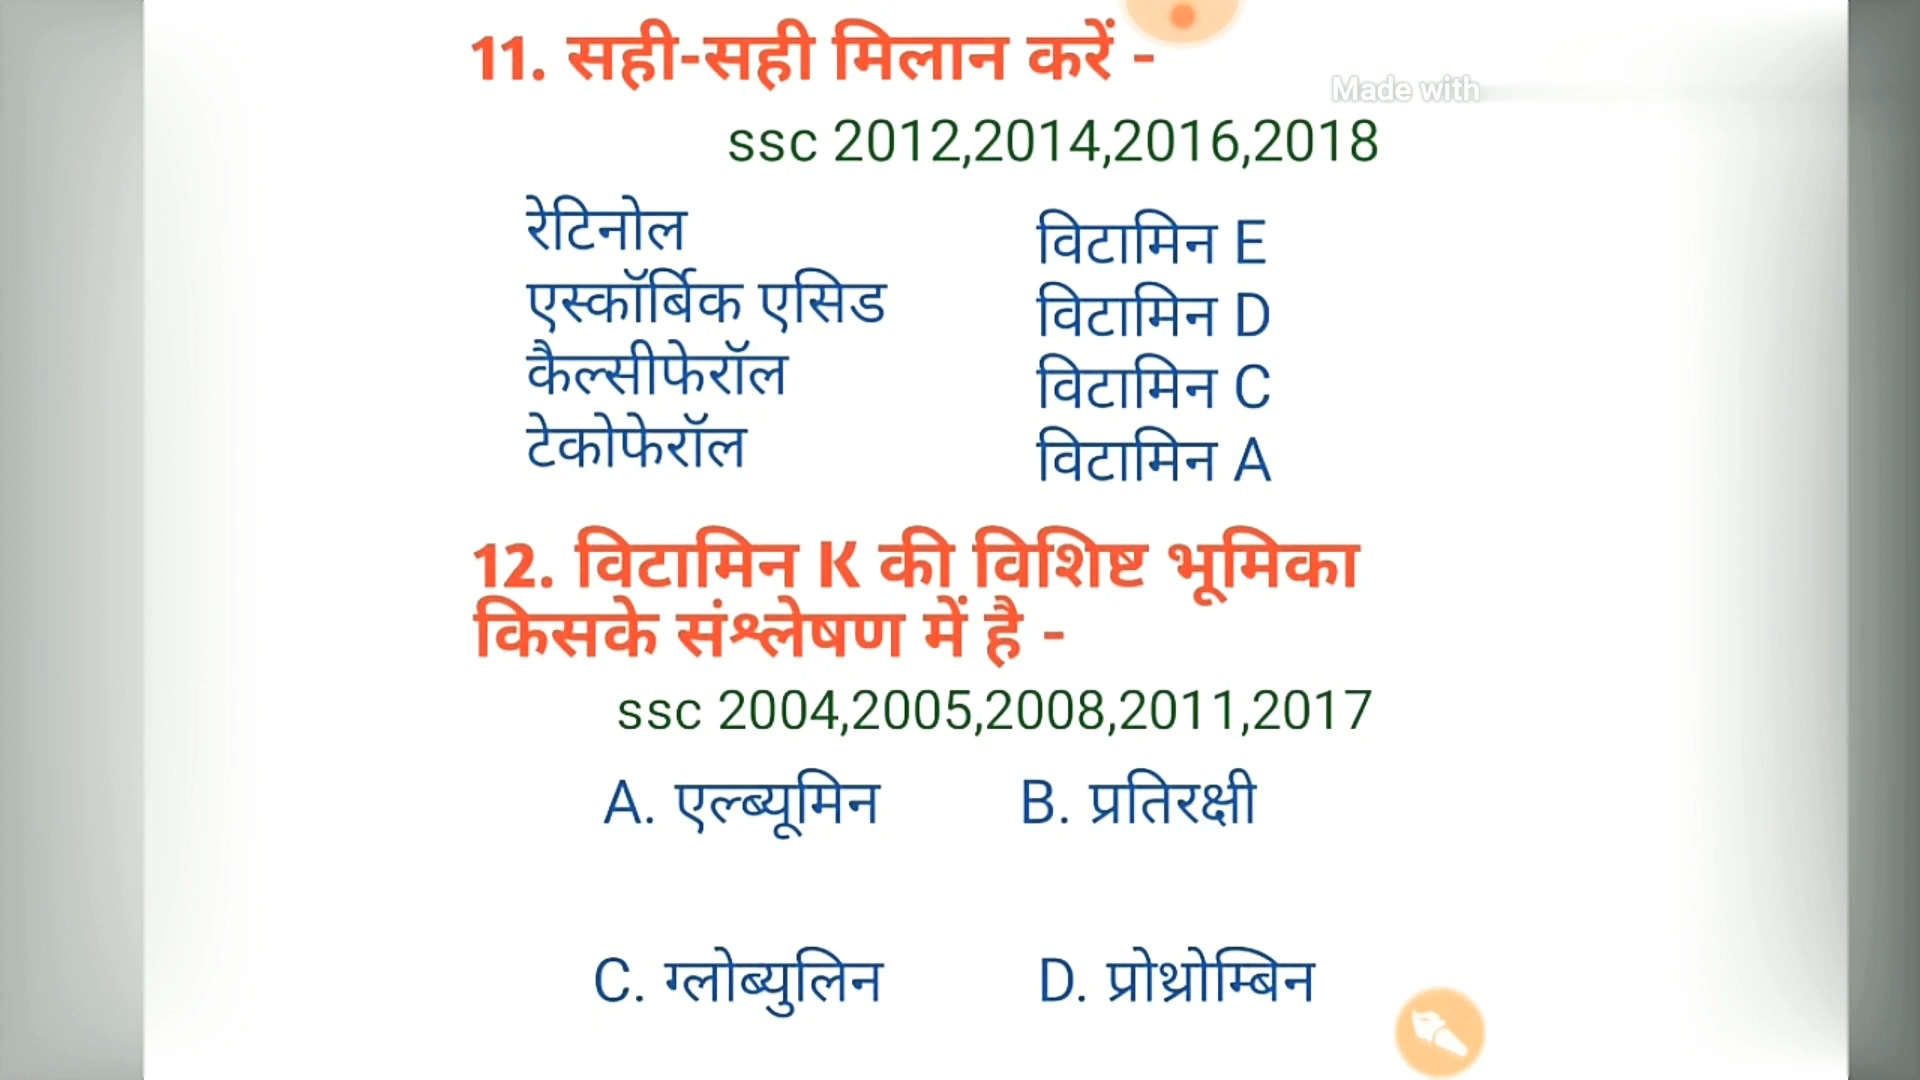 11. सही-सही मिलान करें -
Made with
ssc 2012,2014,2016,2018
रेटिनोल
विटामिन E
एस्कॉर्बिक एसिड
विटामिन D
कैल्सीफेरॉल
विटामिन C
टेकोफेरॉल
विटामिन A
12. विटामिन K की विशिष्ट भूमिका
किसके संश्लेषण में है -
ssc 2004,2005,2008,2011,2017
A. एल्ब्यूमिन B. प्रतिरक्षी
C. ग्लोब्युलिन D. प्रोथ्रोम्बिन